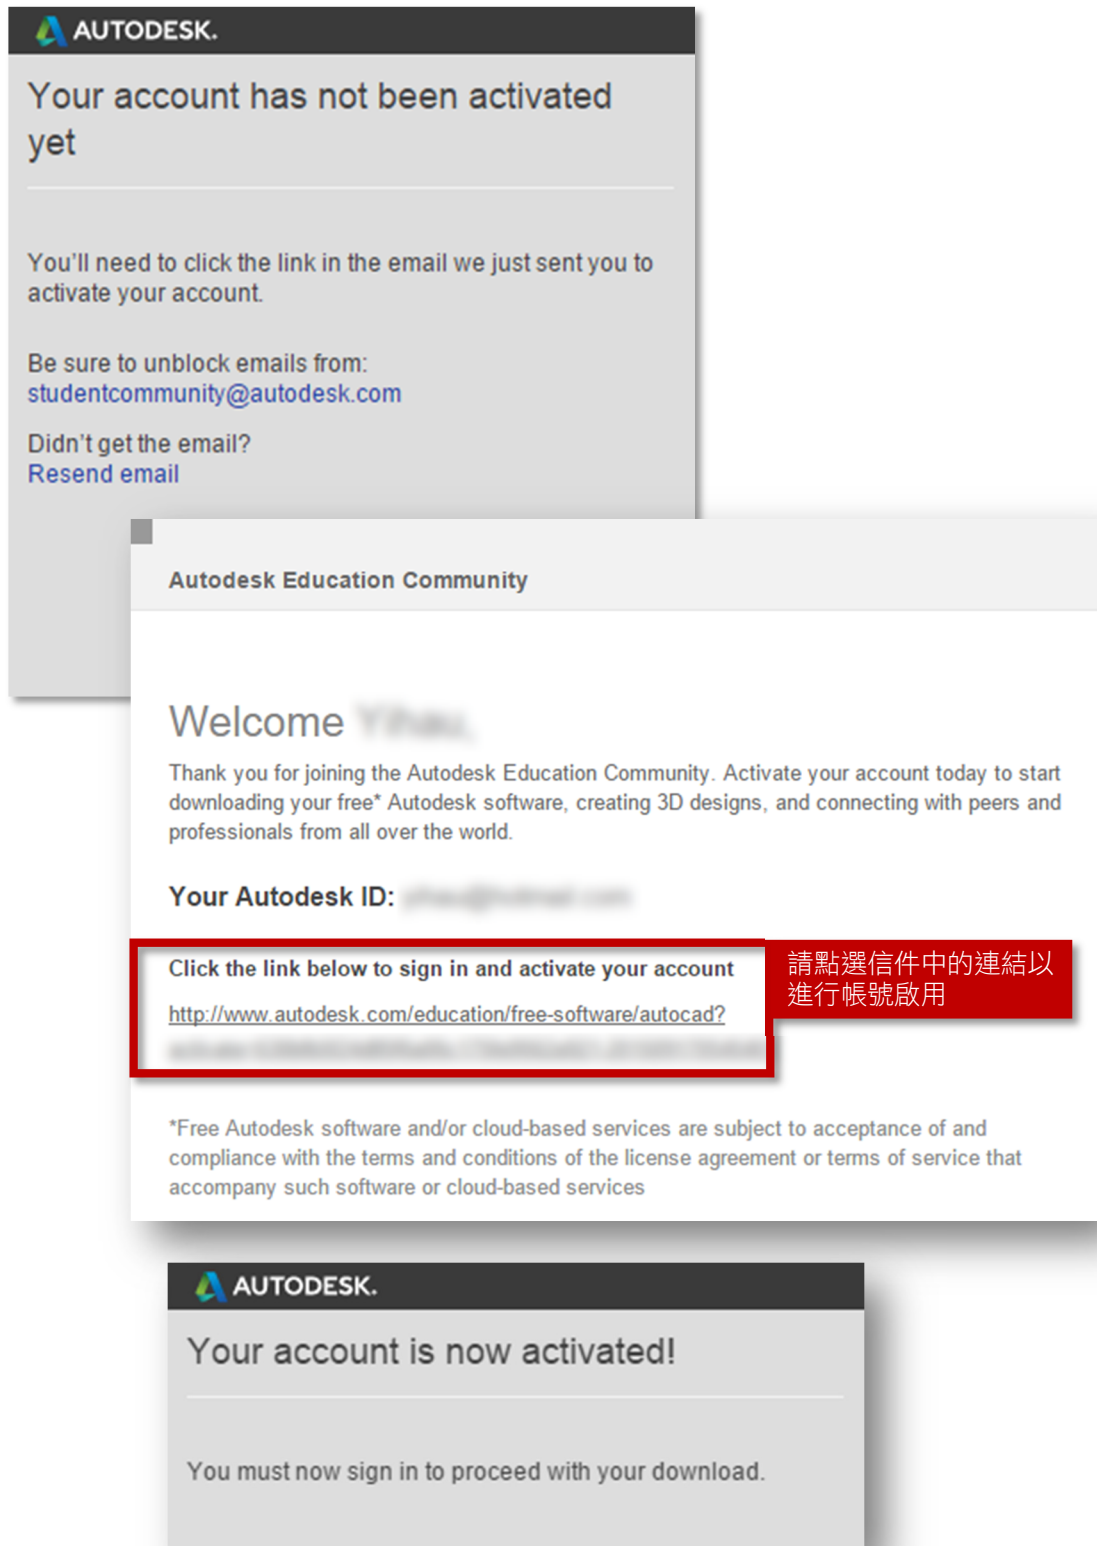 AUTODESK.
Your account has not been activated
yet
You'll need to click the link in the email we just sent you to
activate your account.
Be sure to unblock emails from:
studentcommunity@autodesk.com
Didn't get the email?
Resend email
Autodesk Education Community
Welcome
Thank you for joining the Autodesk Education Community. Activate your account today to start
downloading your free* Autodesk software, creating 3D designs, and connecting with peers and
professionals from all over the world.
Your Autodesk ID:
Click the link below to sign in and activate your account
http://www.autodesk.com/education/free-software/autocad?
請點選信件中的連結以
進行帳號啟用
*Free Autodesk software and/or cloud-based services are subject to acceptance of and
compliance with the terms and conditions of the license agreement or terms of service that
accompany such software or cloud-based services
AUTODESK.
Your account is now activated!
You must now sign in to proceed with your download.